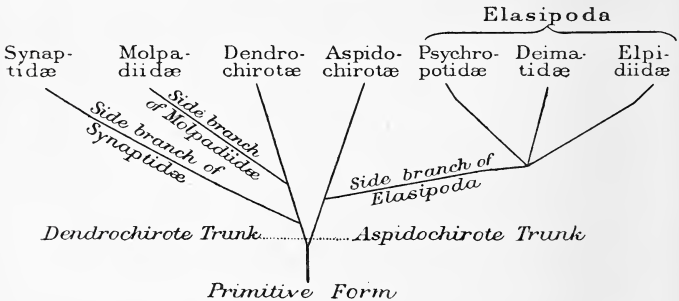 Elasipoda
Synap-
tidæ
Molpa-
diidæ
Dendro-
chirotæ
Aspido-
chirotæ
Psychro-
potidæ
Deima-
tidæ
Elpi-
diidæ
Side branch
of Molpadiidæ
Side branch of
Synaptidæ
Side branch of
Elasipoda
Dendrochirote Trunk
Aspidochirote Trunk
Primitive Form